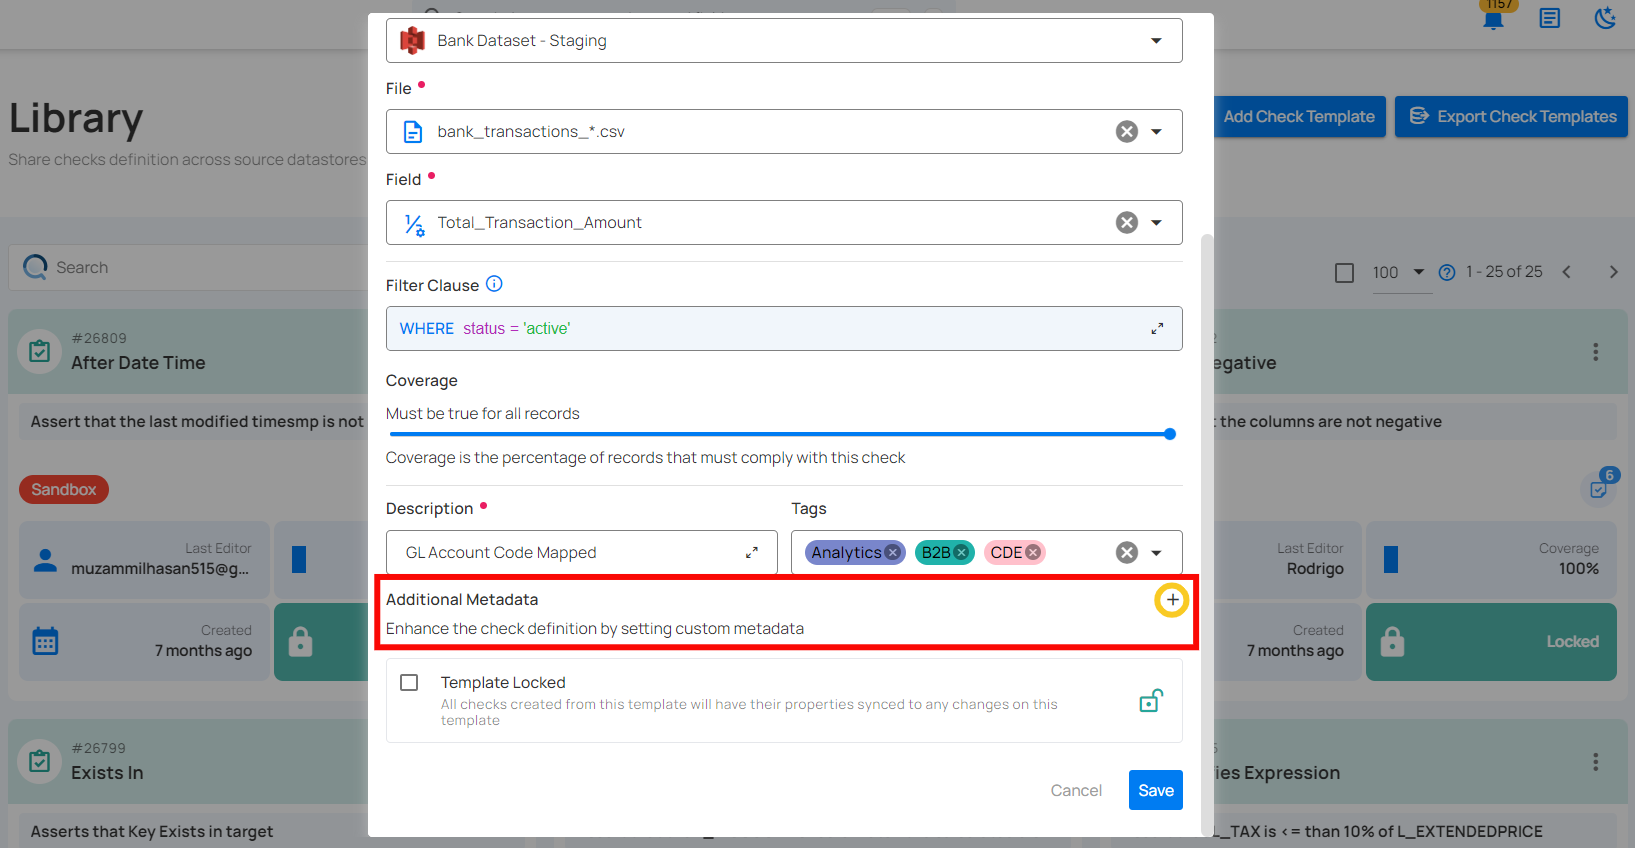 1157
Library
Share checks definition across source datastores
Add Check Template
Export Check Templates
Search
100
1 - 25 of 25
Bank Dataset - Staging
File
bank_transactions_*.csv
Field
Total_Transaction_Amount
Filter Clause
WHERE status = 'active'
Coverage
Must be true for all records
Coverage is the percentage of records that must comply with this check
Description
Tags
GL Account Code Mapped
Analytics
B2B
CDE
Additional Metadata
Enhance the check definition by setting custom metadata
Template Locked
All checks created from this template will have their properties synced to any changes on this
template
Cancel
Save
#26809
After Date Time
Assert that the last modified timesmp is not
Sandbox
Last Editor
muzammilhasan515@g...
Created
7 months ago
egative
t the columns are not negative
6
Last Editor
Rodrigo
Coverage
100%
Created
7 months ago
Locked
#26799
Exists In
Asserts that Key Exists in target
ies Expression
L_TAX is <= than 10% of L_EXTENDEDPRICE